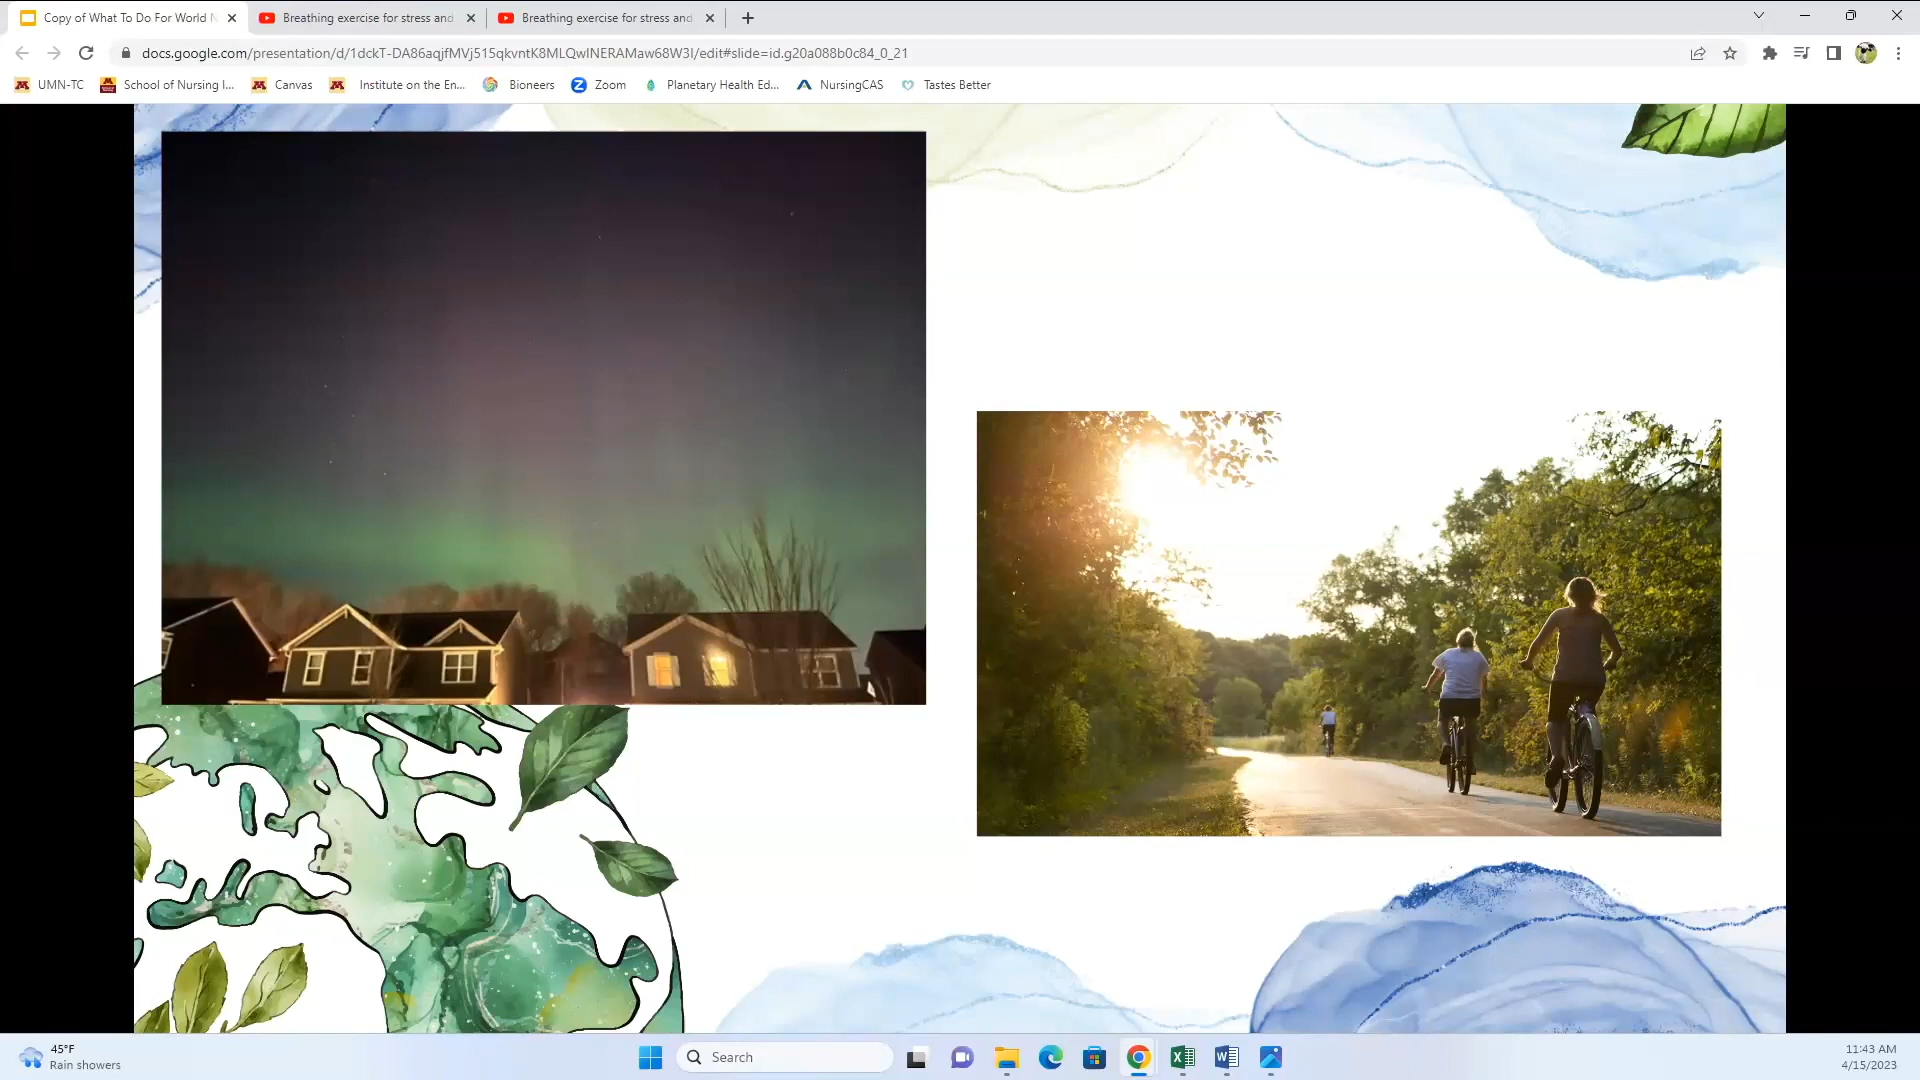 Copy of What To Do For World N
Breathing exercise for stress and
Breathing exercise for stress and
docs.google.com/presentation/d/1dckT-DA86aqjfMVj515qkvntK8MLQwINERAMaw68W3I/edit#slide=id.g20a088b0c84_0_21
UMN-TC School of Nursing I... Canvas Institute on the En... Bioneers Zoom Planetary Health Ed... NursingCAS Tastes Better
45°F
Rain showers
Search
11:43 AM
4/15/2023